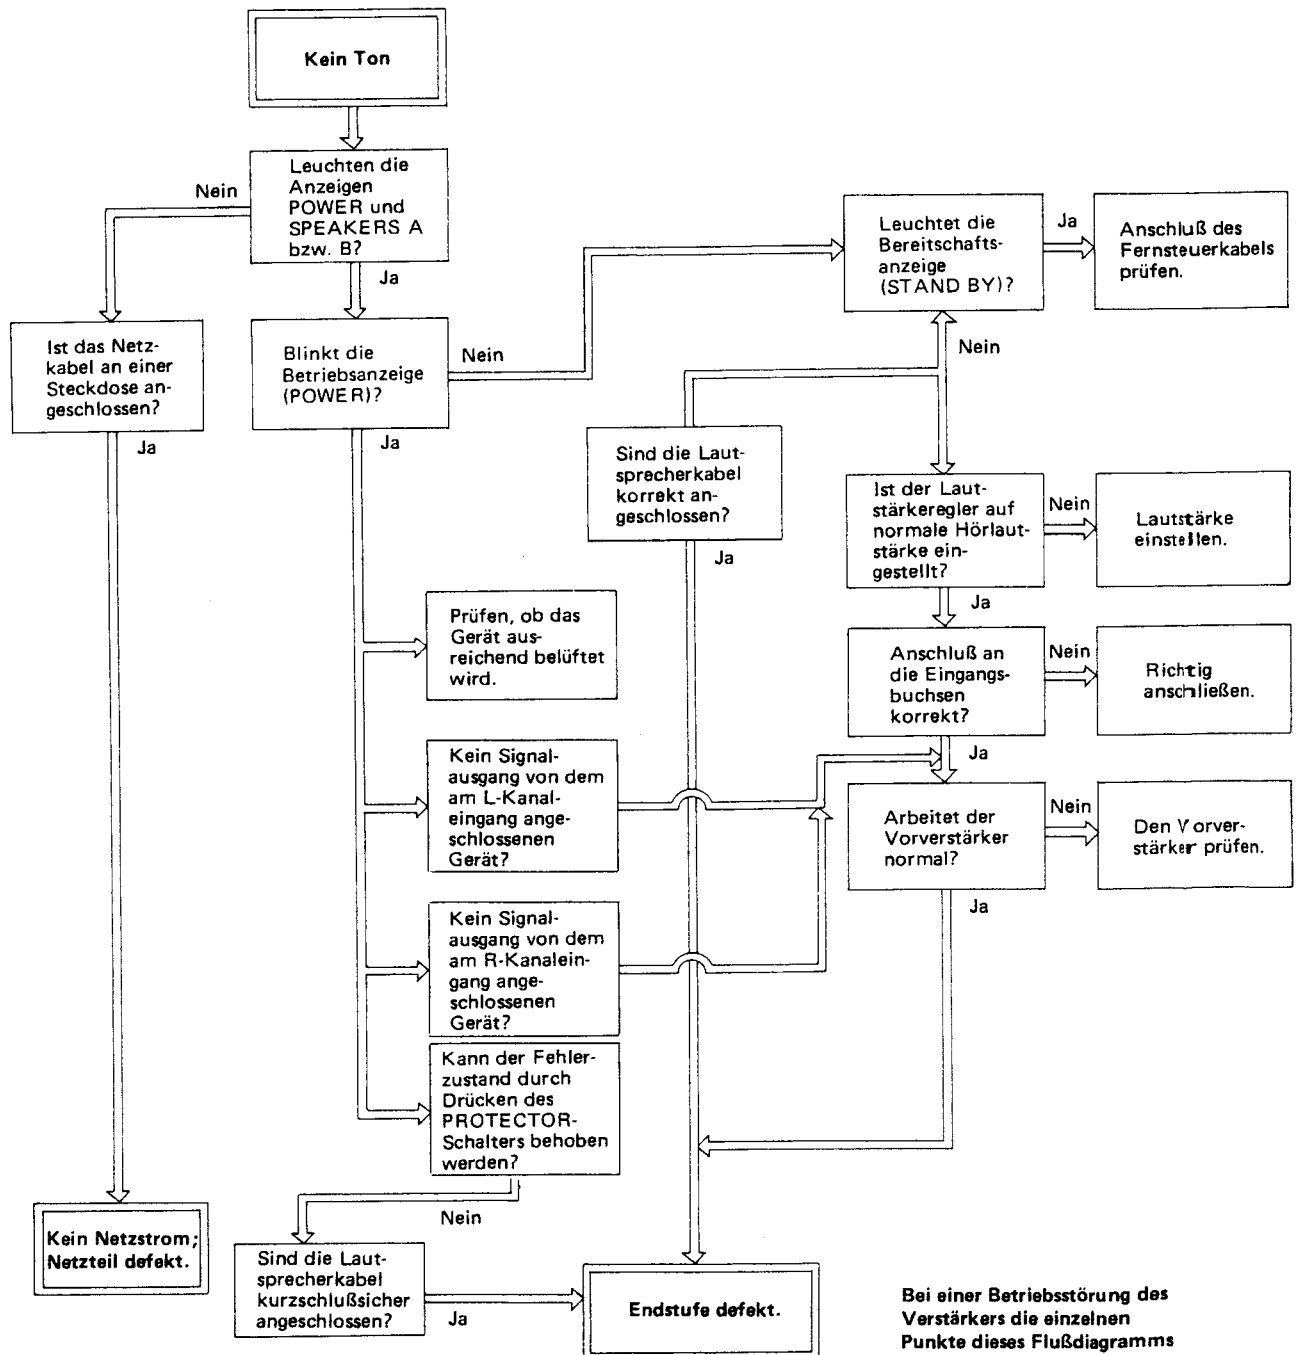 Kein Ton
Leuchten die
Anzeigen
POWER und
SPEAKERS A
bzw. B?
Nein
Ja
Leuchtet die
Bereitschafts-
anzeige
(STAND BY)?
Ja
Anschluß des
Fernsteuerkabels
prüfen.
Ist das Netz-
kabel an einer
Steckdose an-
geschlossen?
Ja
Blinkt die
Betriebsanzeige
(POWER)?
Nein
Ja
Nein
Sind die Laut-
sprecherkabel
korrekt an-
geschlossen?
Ja
Ist der Laut-
stärkeregler auf
normale Hörlaut-
stärke ein-
gestellt?
Nein
Ja
Lautstärke
einstellen.
Prüfen, ob das
Gerät aus-
reichend belüftet
wird.
Anschluß an
die Eingangs-
buchsen
korrekt?
Nein
Ja
Richtig
anschließen.
Kein Signal-
ausgang von dem
am L-Kanal-
eingang ange-
schlossenen
Gerät?
Arbeitet der
Vorverstärker
normal?
Nein
Ja
Den Vorver-
stärker prüfen.
Kein Signal-
ausgang von dem
am R-Kanalein-
gang ange-
schlossenen
Gerät?
Kann der Fehler-
zustand durch
Drücken des
PROTECTOR-
Schalters behoben
werden?
Nein
Kein Netzstrom;
Netzteil defekt.
Sind die Laut-
sprecherkabel
kurzschlußsicher
angeschlossen?
Ja
Endstufe defekt.
Bei einer Betriebsstörung des
Verstärkers die einzelnen
Punkte dieses Flußdiagramms